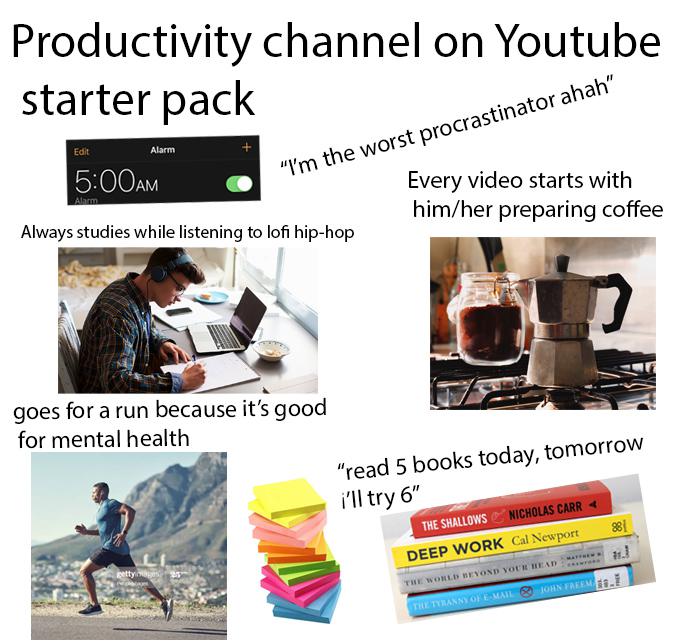 Productivity channel on Youtube
starter pack
"I'm the worst procrastinator ahah"
Edit Alarm +
5:00AM
Alarm
Every video starts with
him/her preparing coffee
Always studies while listening to lofi hip-hop
goes for a run because it's good
for mental health
"read 5 books today, tomorrow
i'll try 6"
THE SHALLOWS NICHOLAS CARR
DEEP WORK Cal Newport
THE WORLD BEYOND YOUR HEAD MATTHEW B.
CRAWFORD
THE TYRANNY OF E-MAIL JOHN FREEM
gettyimages